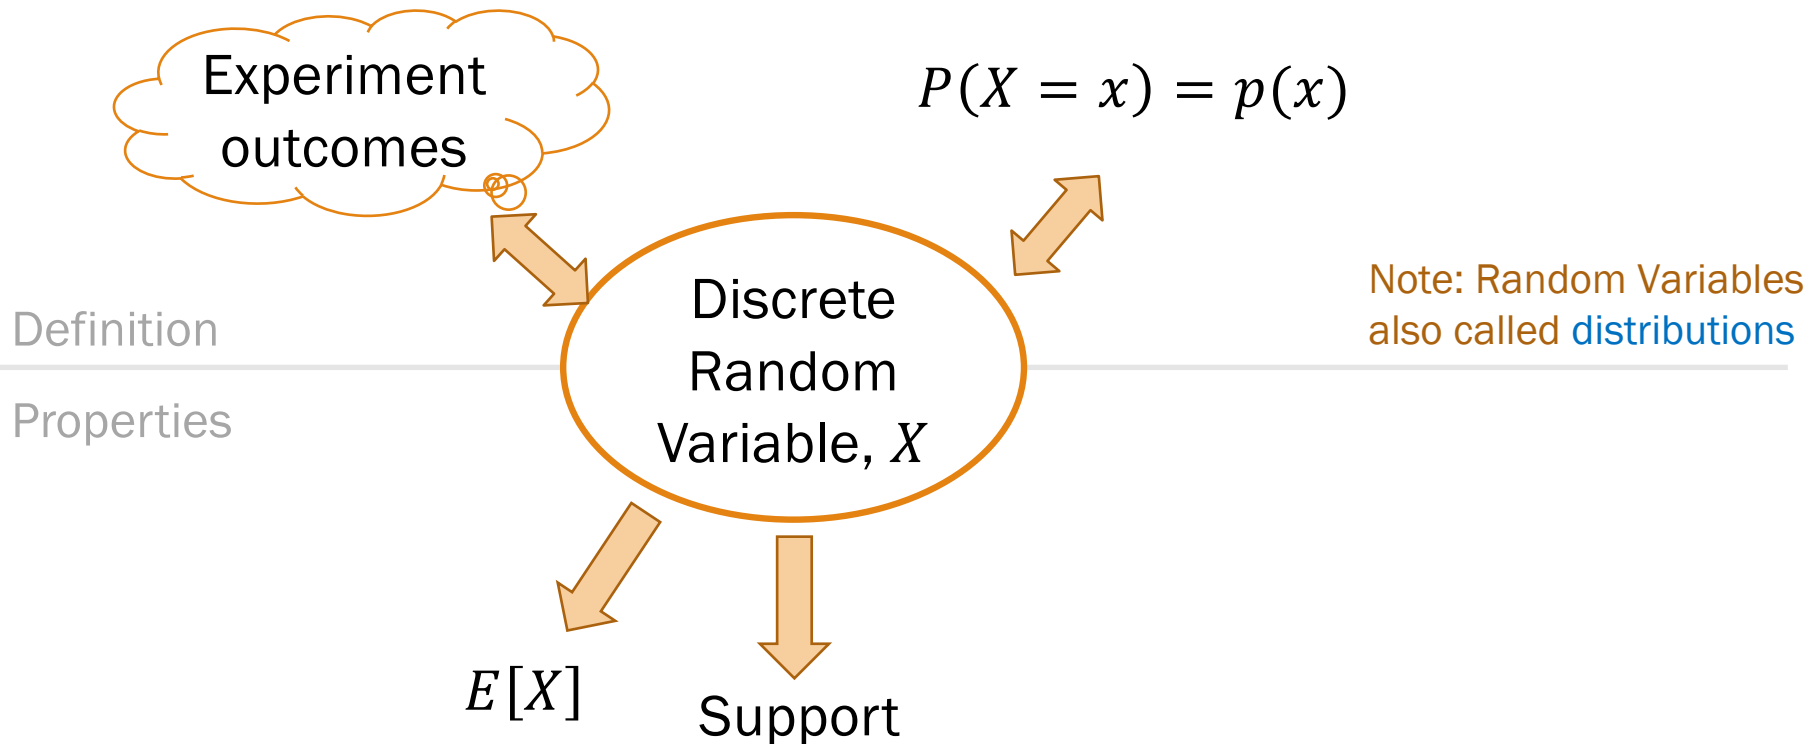 Experiment
outcomes
P(X = x) = p(x)
Note: Random Variables
also called distributions
Definition
Discrete
Random
Variable, X
Properties
E[X]
Support